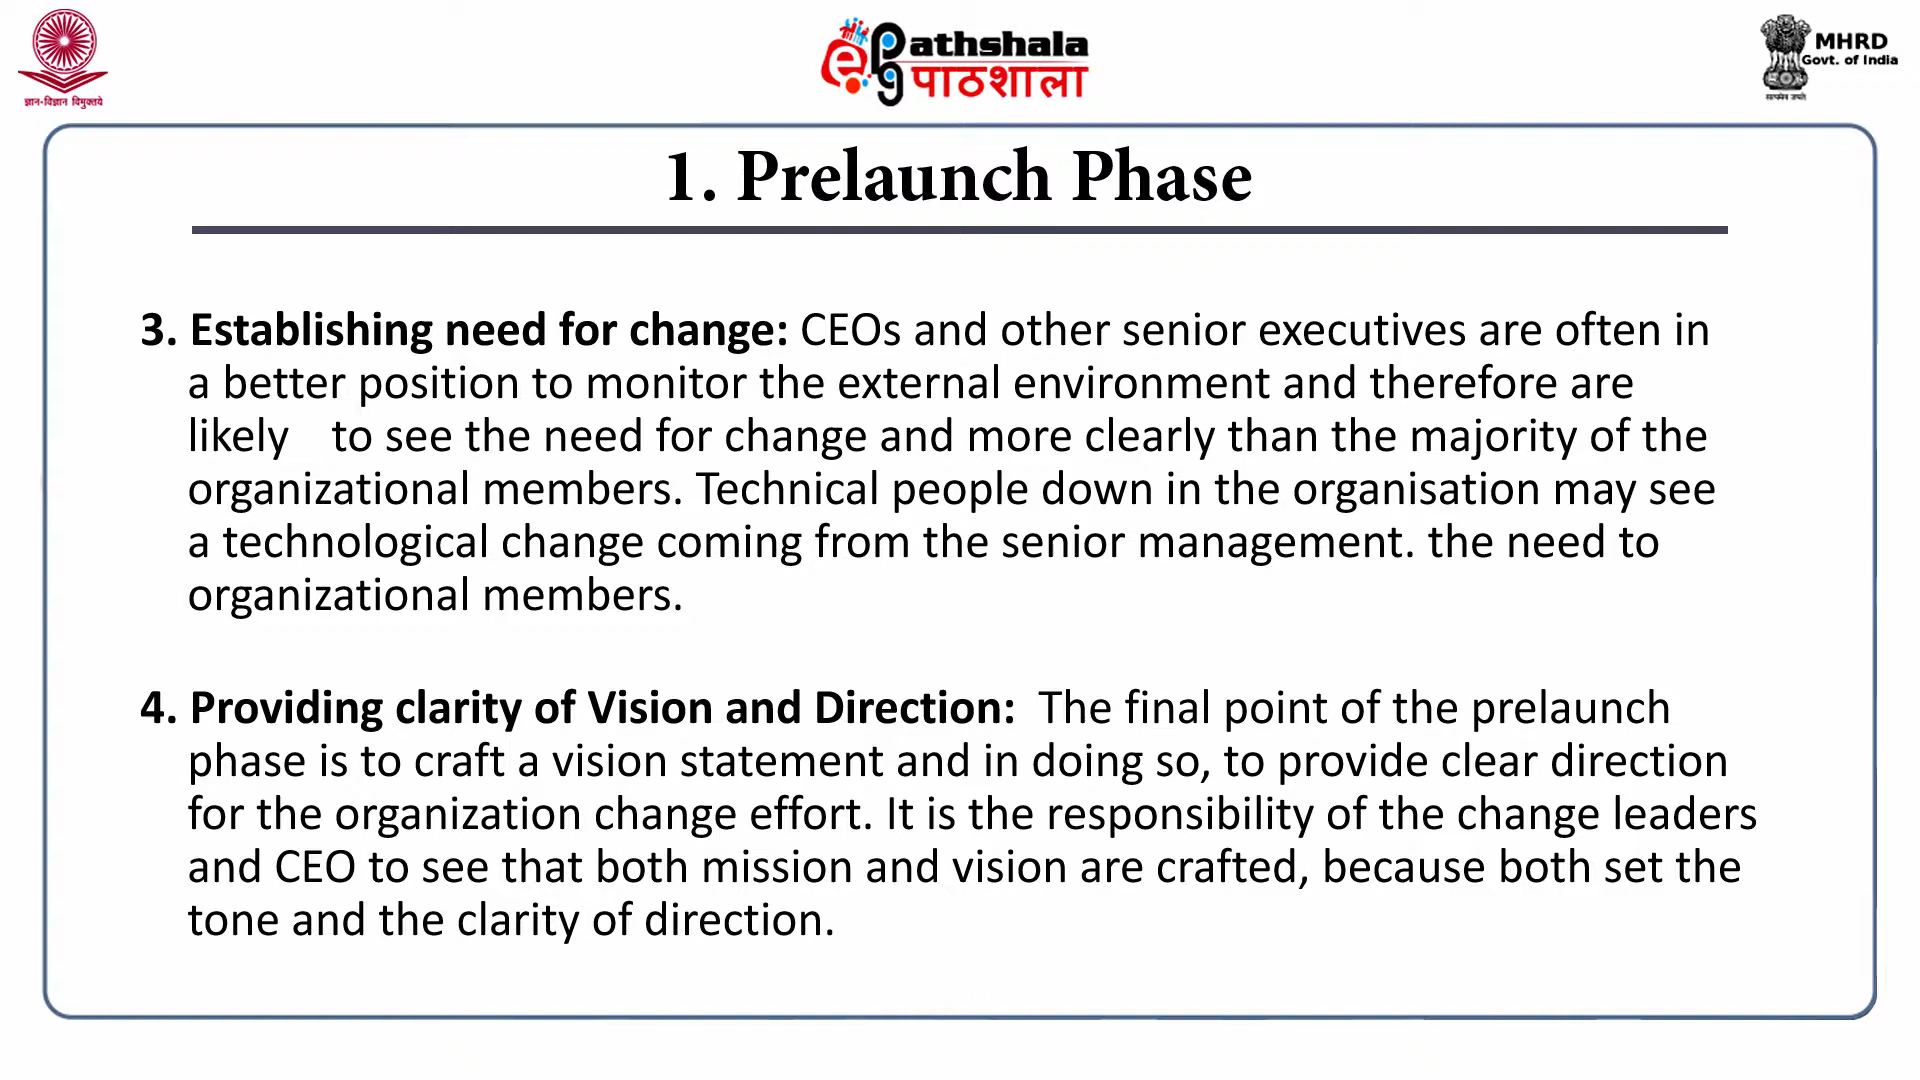 ज्ञान-विज्ञान विमुक्तये
ePg Pathshala
पाठशाला
MHRD
Govt. of India
सत्यमेव जयते
1. Prelaunch Phase
3. Establishing need for change: CEOs and other senior executives are often in
a better position to monitor the external environment and therefore are
likely to see the need for change and more clearly than the majority of the
organizational members. Technical people down in the organisation may see
a technological change coming from the senior management. the need to
organizational members.
4. Providing clarity of Vision and Direction: The final point of the prelaunch
phase is to craft a vision statement and in doing so, to provide clear direction
for the organization change effort. It is the responsibility of the change leaders
and CEO to see that both mission and vision are crafted, because both set the
tone and the clarity of direction.